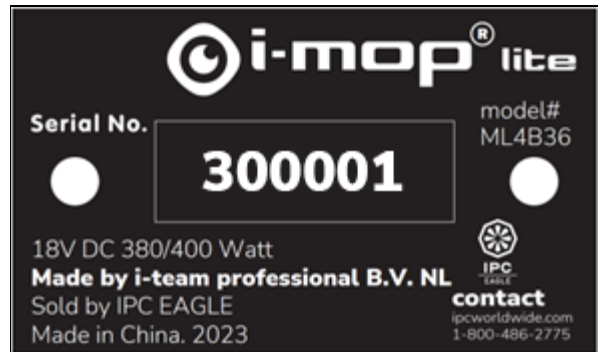 i-mop® lite
Serial No.
model#
ML4B36
300001
18V DC 380/400 Watt
Made by i-team professional B.V. NL
Sold by IPC EAGLE
Made in China. 2023
IPC
EAGLE
contact
ipcworldwide.com
1-800-486-2775